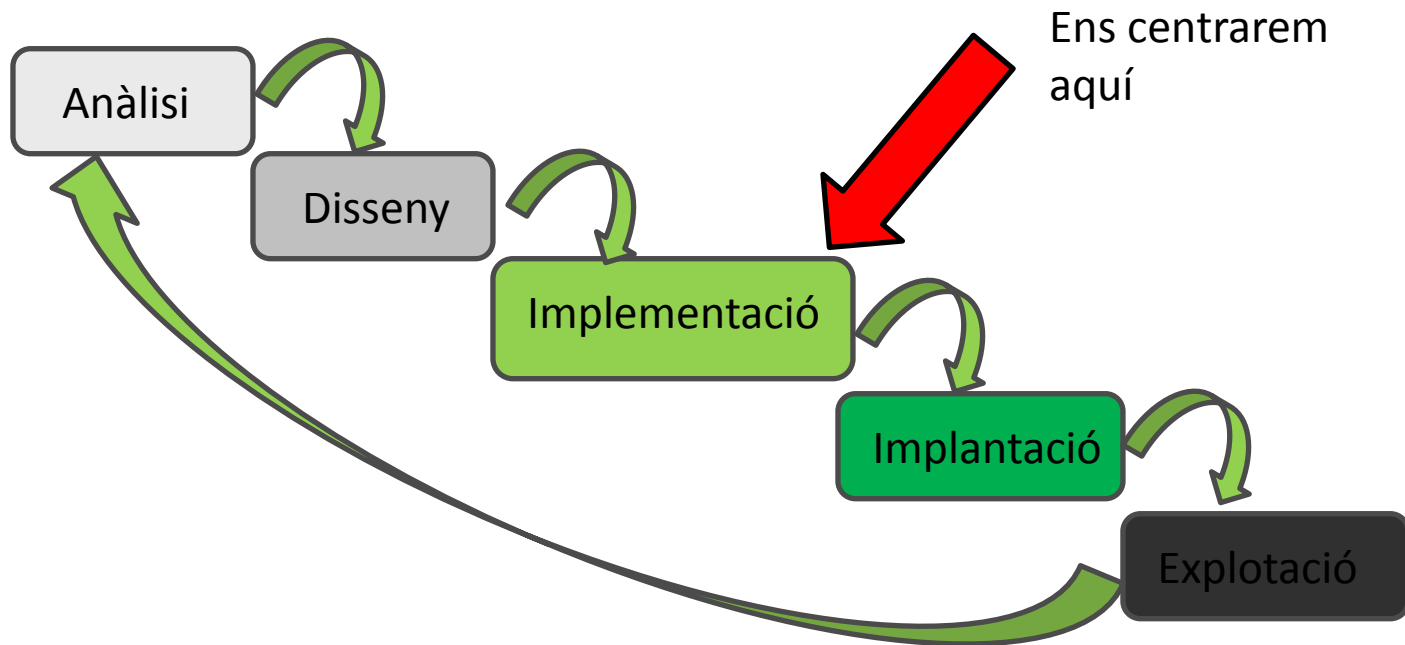 Ens centrarem
aquí
Anàlisi
Disseny
Implementació
Implantació
Explotació